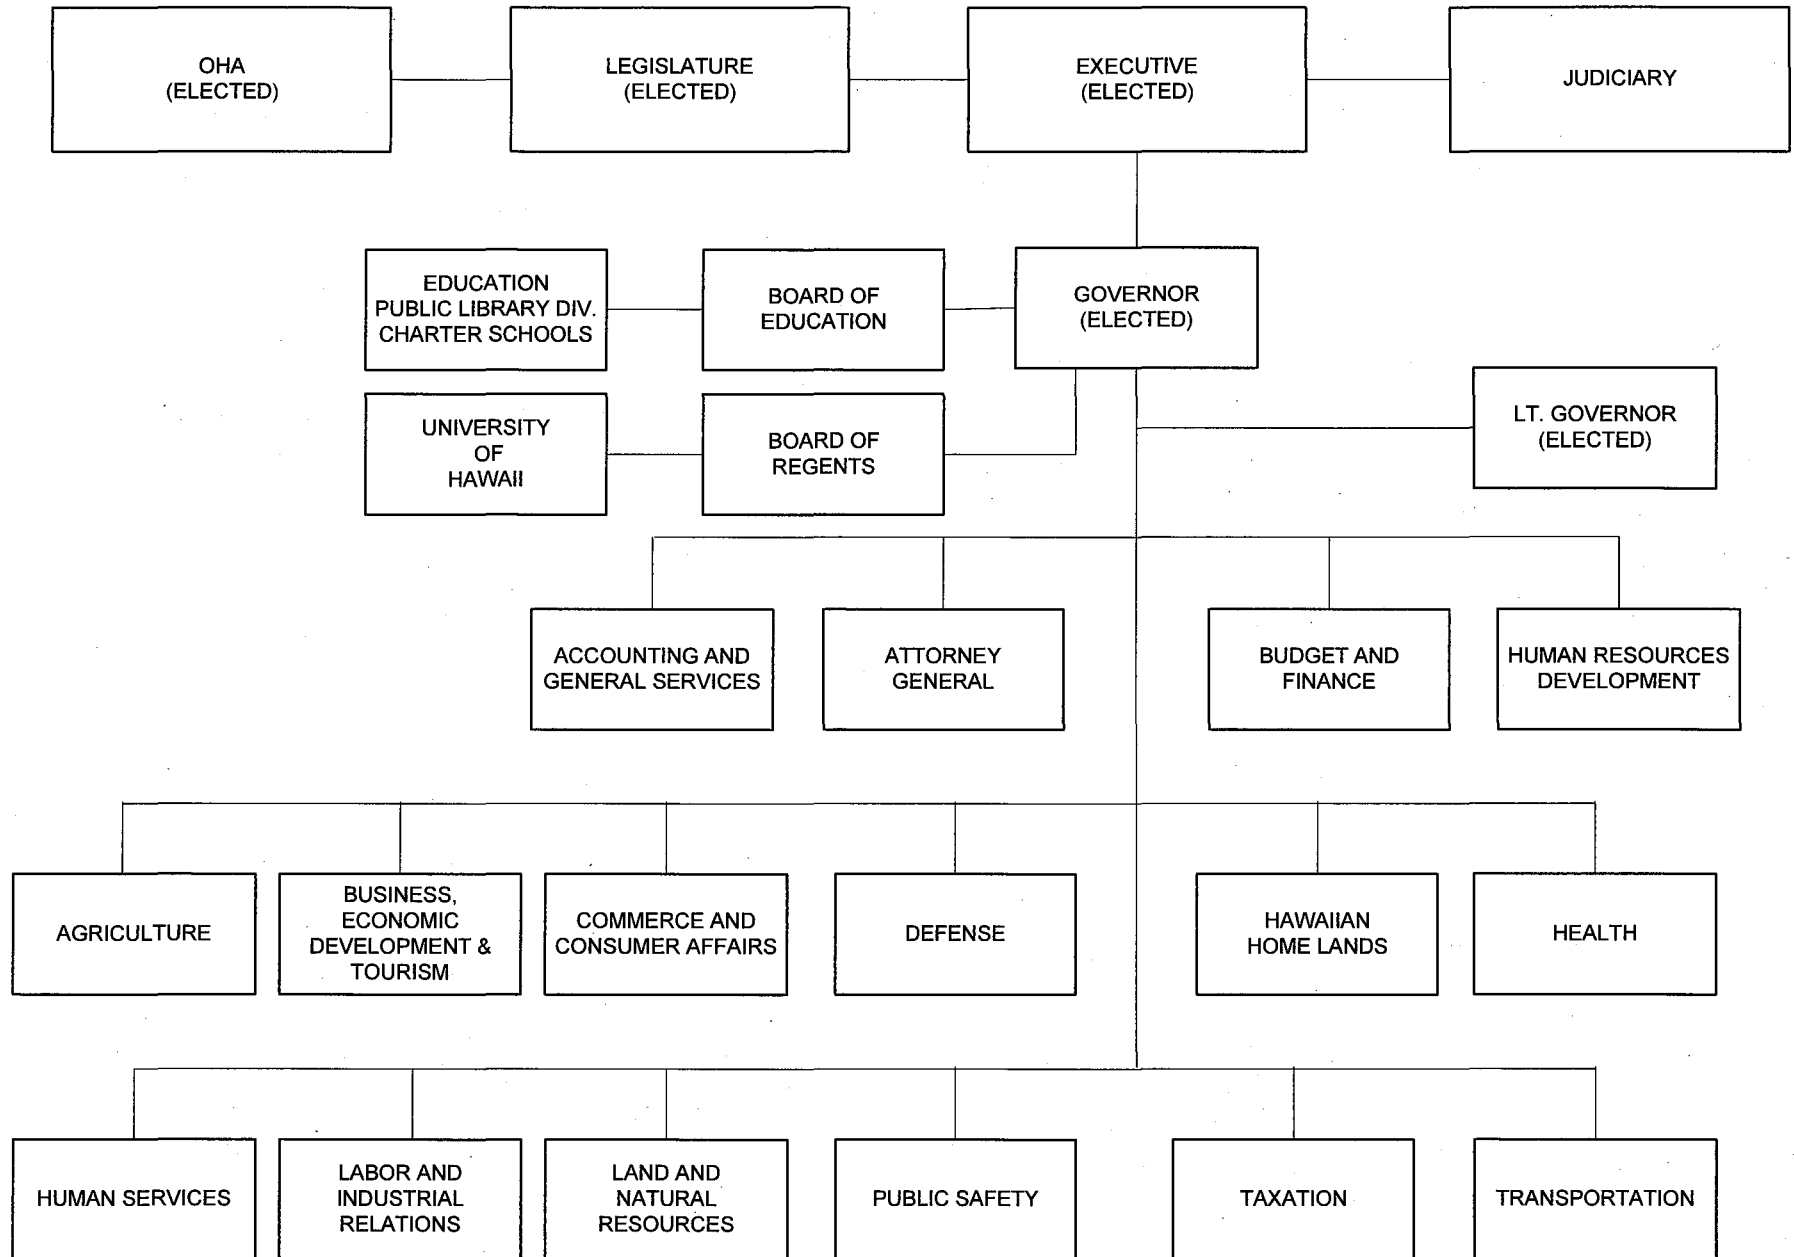 OHA
(ELECTED)
LEGISLATURE
(ELECTED)
EXECUTIVE
(ELECTED)
JUDICIARY
EDUCATION
PUBLIC LIBRARY DIV.
CHARTER SCHOOLS
BOARD OF
EDUCATION
GOVERNOR
(ELECTED)
UNIVERSITY
OF
HAWAII
BOARD OF
REGENTS
LT. GOVERNOR
(ELECTED)
ACCOUNTING AND
GENERAL SERVICES
ATTORNEY
GENERAL
BUDGET AND
FINANCE
HUMAN RESOURCES
DEVELOPMENT
AGRICULTURE
BUSINESS,
ECONOMIC
DEVELOPMENT &
TOURISM
COMMERCE AND
CONSUMER AFFAIRS
DEFENSE
HAWAIIAN
HOME LANDS
HEALTH
HUMAN SERVICES
LABOR AND
INDUSTRIAL
RELATIONS
LAND AND
NATURAL
RESOURCES
PUBLIC SAFETY
TAXATION
TRANSPORTATION